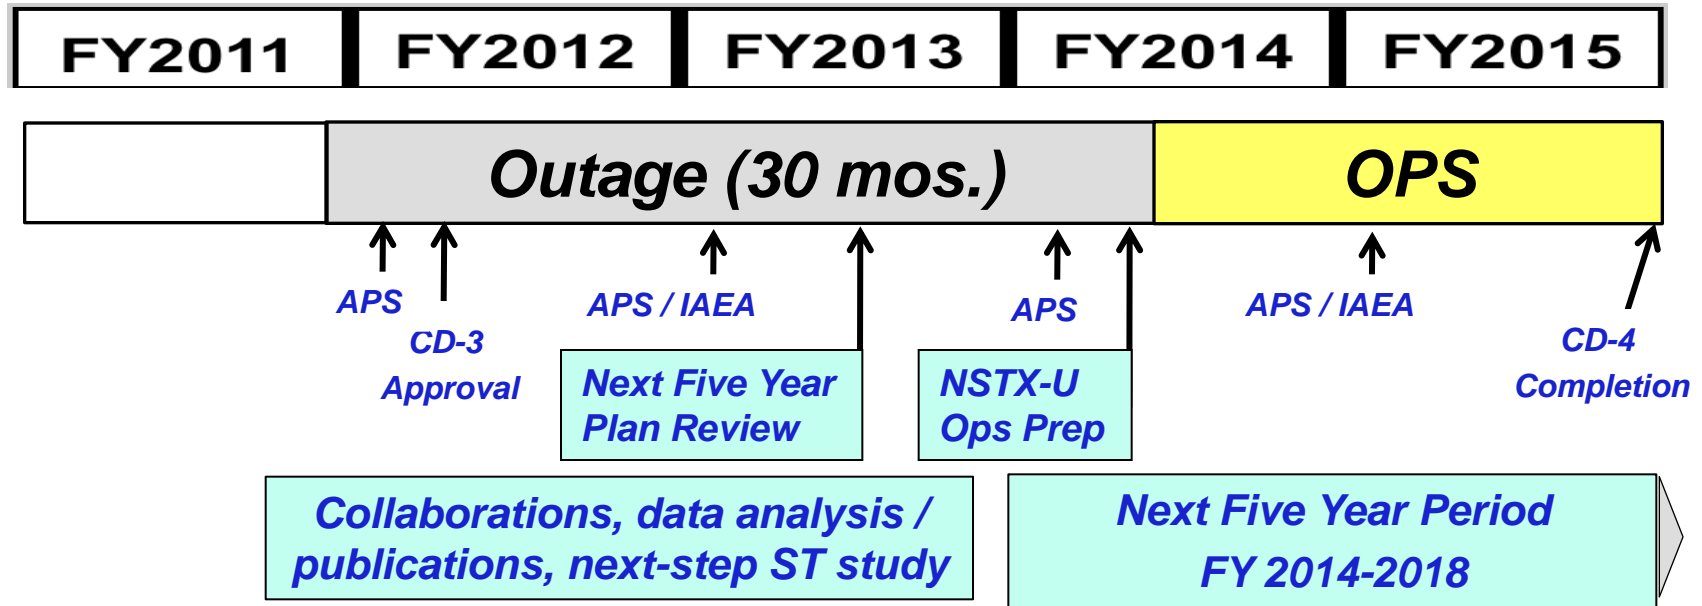 FY2011 FY2012 FY2013 FY2014 FY2015
Outage (30 mos.) OPS
APS
CD-3
Approval
APS / IAEA
APS
APS / IAEA
CD-4
Completion
Next Five Year
Plan Review
NSTX-U
Ops Prep
Collaborations, data analysis /
publications, next-step ST study
Next Five Year Period
FY 2014-2018